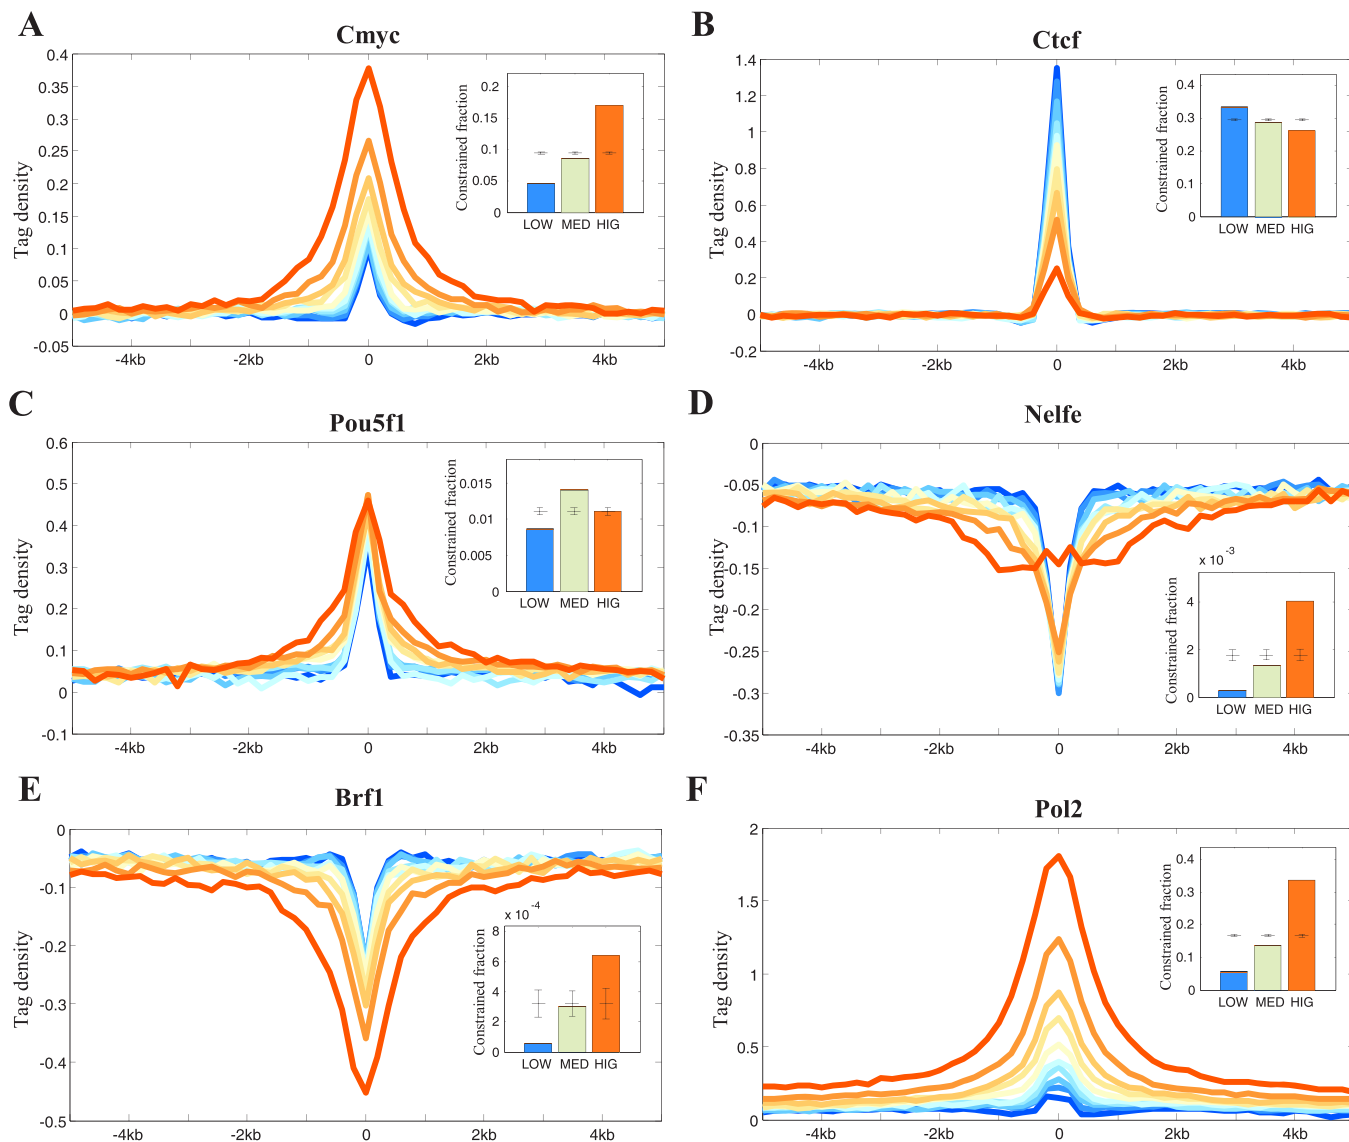 A
Cmyc
0.4
0.35
0.3
0.25
0.2
0.15
0.1
0.05
0
-0.05
Tag density
-4kb
-2kb
0
2kb
4kb
Constrained fraction
0.2
0.15
0.1
0.05
0
LOW MED HIG
B
Ctcf
1.4
1.2
1
0.8
0.6
0.4
0.2
0
-0.2
Tag density
-4kb
-2kb
0
2kb
4kb
Constrained fraction
0.4
0.3
0.2
0.1
0
LOW MED HIG
C
Pou5f1
0.6
0.5
0.4
0.3
0.2
0.1
0
-0.1
Tag density
-4kb
-2kb
0
2kb
4kb
Constrained fraction
0.015
0.01
0.005
0
LOW MED HIG
D
Nelfe
0
-0.05
-0.1
-0.15
-0.2
-0.25
-0.3
-0.35
Tag density
-4kb
-2kb
0
2kb
4kb
x 10-3
Constrained fraction
4
2
0
LOW MED HIG
E
Brf1
0
-0.1
-0.2
-0.3
-0.4
-0.5
Tag density
-4kb
-2kb
0
2kb
4kb
x 10-4
Constrained fraction
8
6
4
2
0
LOW MED HIG
F
Pol2
2
1.5
1
0.5
0
Tag density
-4kb
-2kb
0
2kb
4kb
Constrained fraction
0.4
0.3
0.2
0.1
0
LOW MED HIG